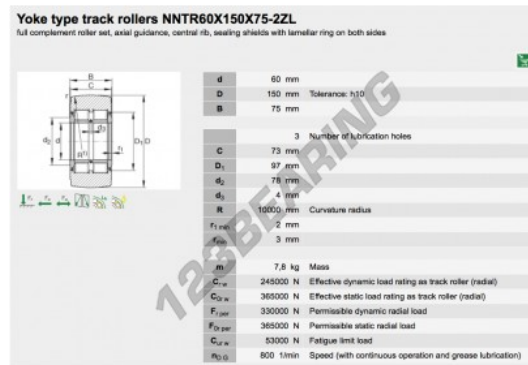 Yoke type track rollers NNTR60X150X75-2ZL
full complement roller set, axial guidance, central rib, sealing shields with lamellar ring on both sides
d 60 mm
D 150 mm Tolerance: h10
B 75 mm
3 Number of lubrication holes
C 73 mm
D1 97 mm
d2 78 mm
d3 4 mm
R 10000 mm Curvature radius
r1 min 2 mm
rmin 3 mm
m 7,8 kg Mass
Cr w 245000 N Effective dynamic load rating as track roller (radial)
C0r w 365000 N Effective static load rating as track roller (radial)
Fr per 330000 N Permissible dynamic radial load
F0r per 365000 N Permissible static radial load
Cur w 53000 N Fatigue limit load
nD G 800 1/min Speed (with continuous operation and grease lubrication)
B
C
r
d3
d2
d
D1
D
R
r1
123BEARING